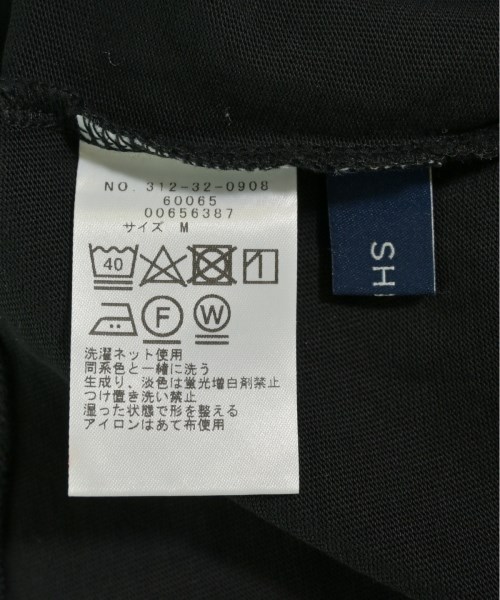 NO. 312-32-0908
60065
00656387
サイズ M
40
F
W
洗濯ネット使用
同系色と一緒に洗う
生成り、淡色は蛍光増白剤禁止
つけ置き洗い禁止
湿った状態で形を整える
アイロンはあて布使用
SH